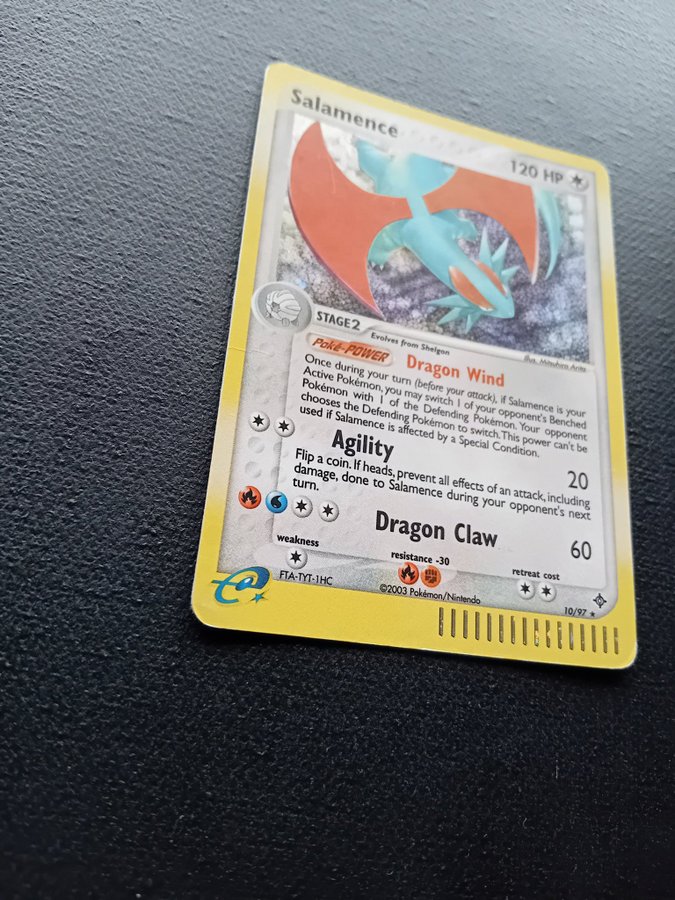 Salamence
120 HP
STAGE2
Evolves from Shelgon
Illus. Mitsuhiro Arita
Poké-POWER Dragon Wind
Once during your turn (before your attack), if Salamence is your
Active Pokémon, you may switch 1 of your opponent's Benched
Pokémon with 1 of the Defending Pokémon. Your opponent
chooses the Defending Pokémon to switch. This power can't be
used if Salamence is affected by a Special Condition.
Agility 20
Flip a coin. If heads, prevent all effects of an attack, including
damage, done to Salamence during your opponent's next
turn.
Dragon Claw 60
weakness
resistance -30
retreat cost
FTA-TYT-1HC
©2003 Pokémon/Nintendo
10/97 ★
e